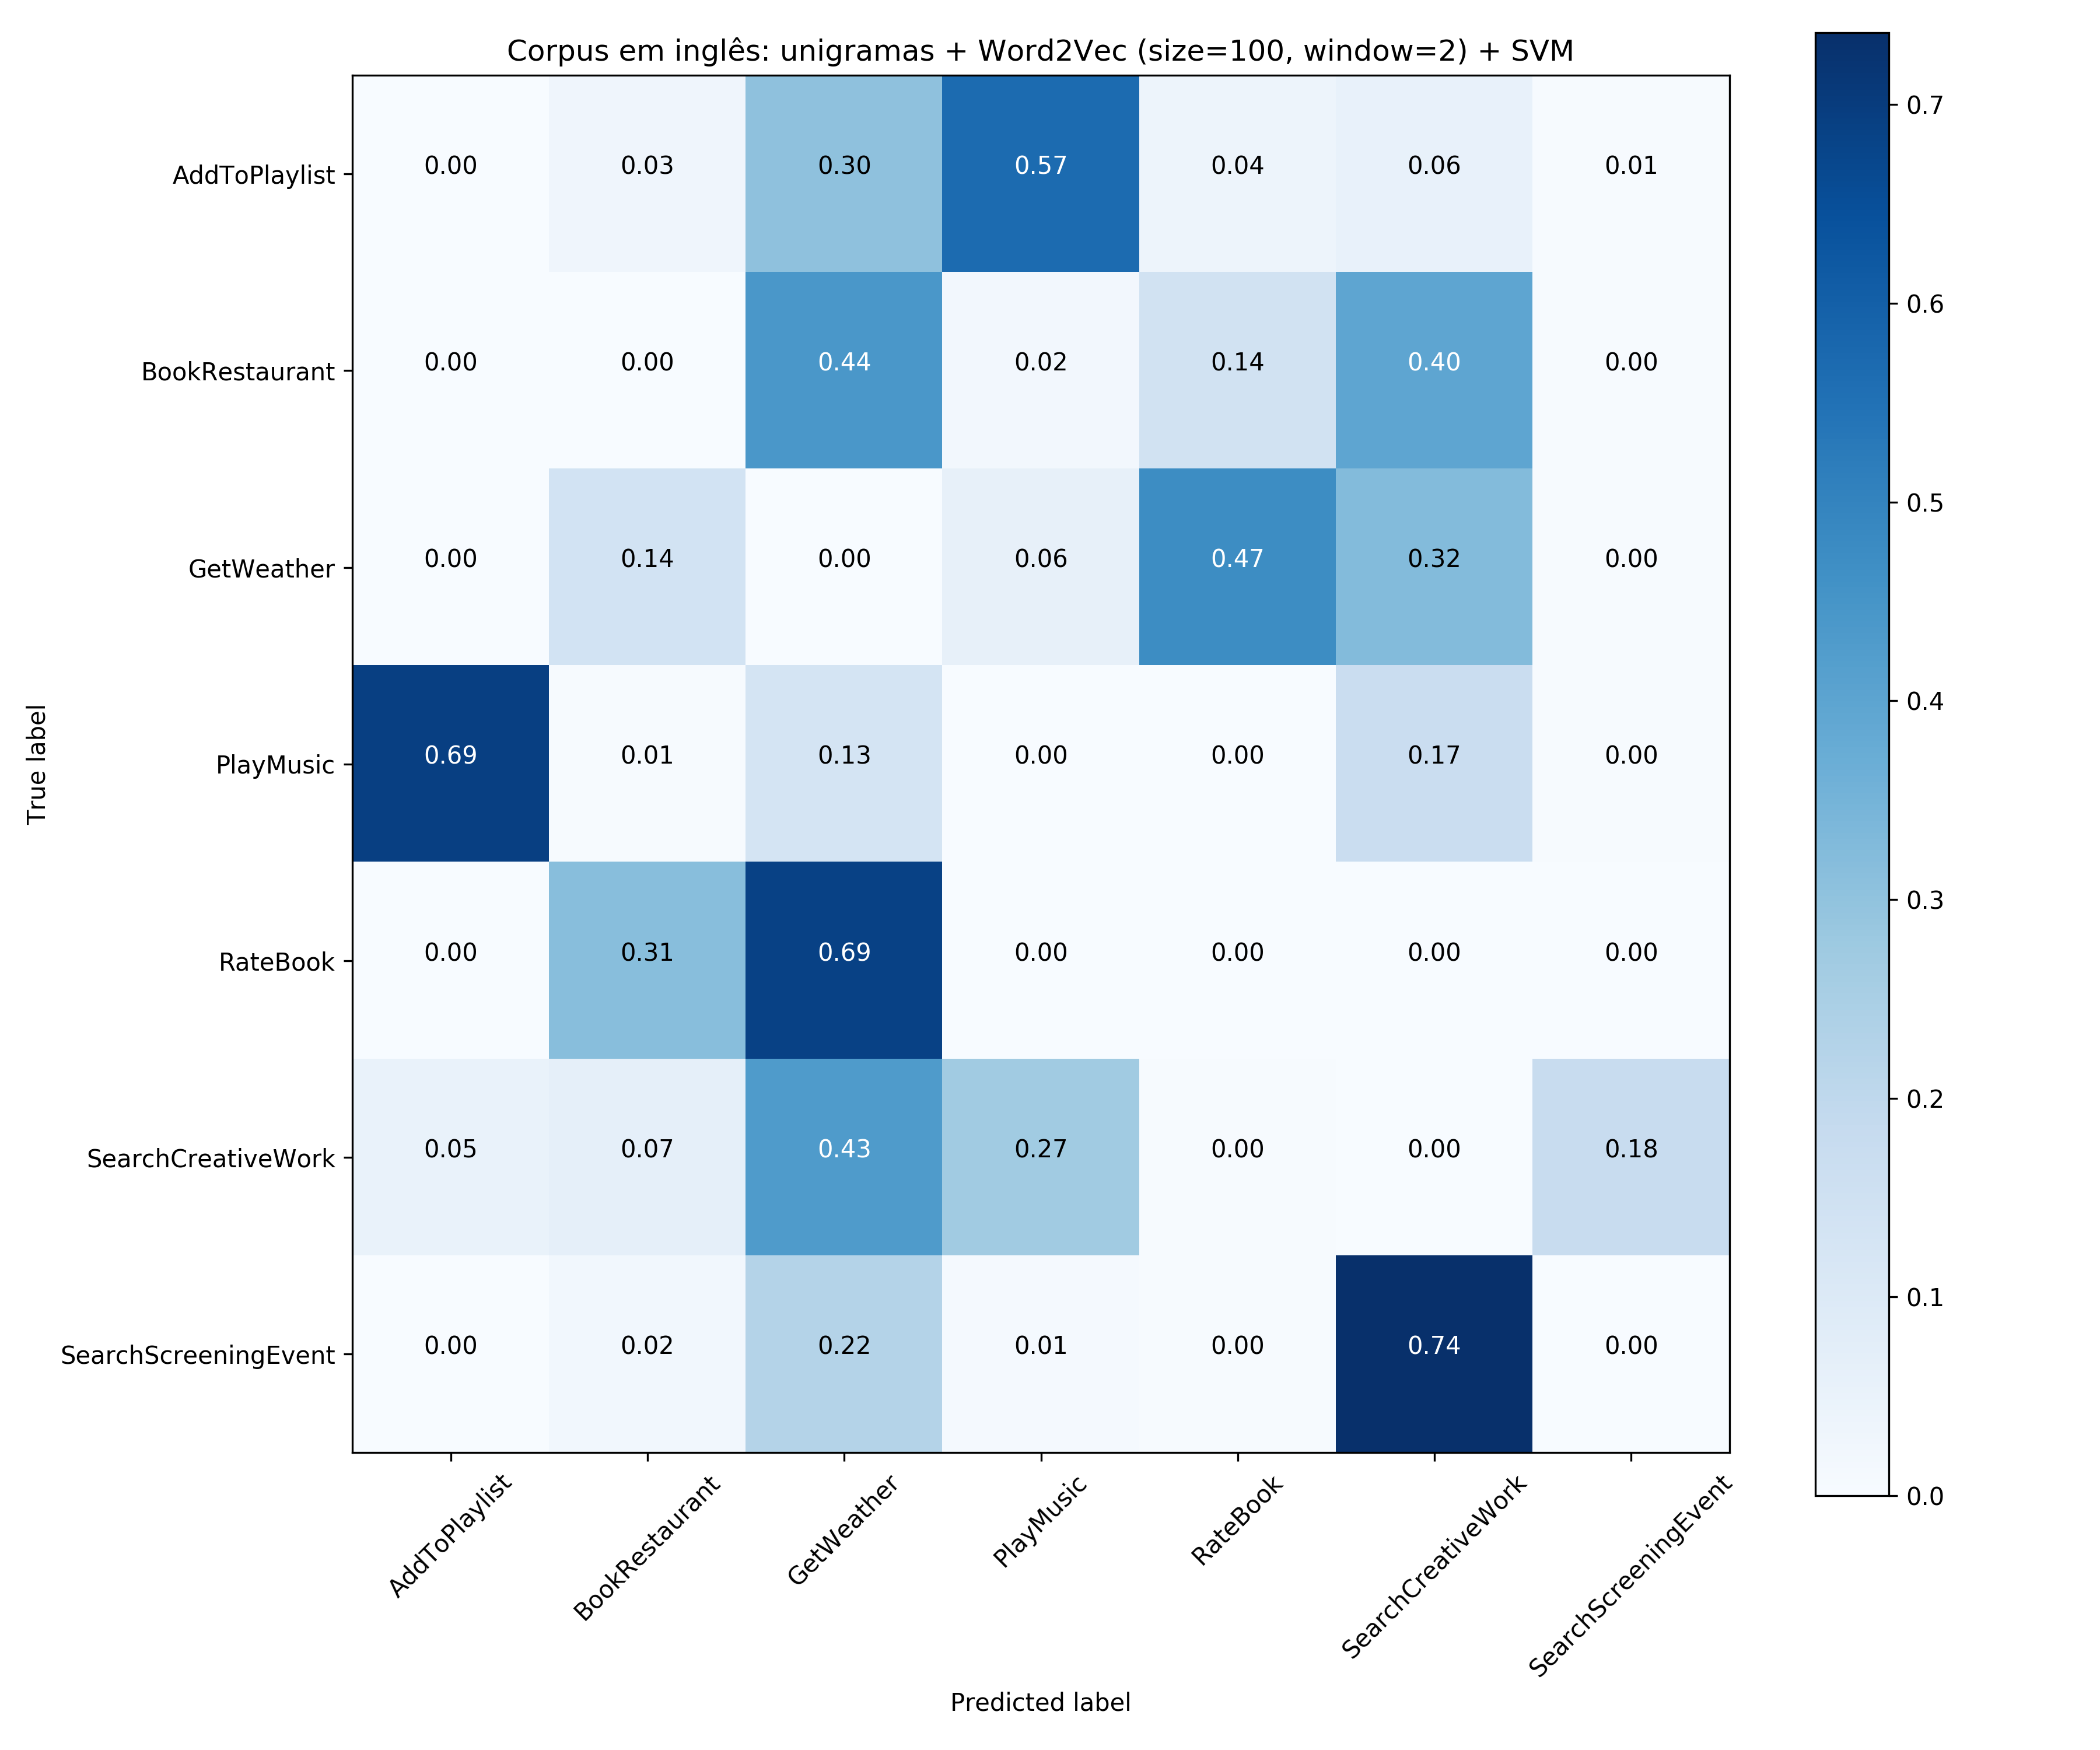 Corpus em inglês: unigramas + Word2Vec (size=100, window=2) + SVM
True label
AddToPlaylist 0.00 0.03 0.30 0.57 0.04 0.06 0.01
BookRestaurant 0.00 0.00 0.44 0.02 0.14 0.40 0.00
GetWeather 0.00 0.14 0.00 0.06 0.47 0.32 0.00
PlayMusic 0.69 0.01 0.13 0.00 0.00 0.17 0.00
RateBook 0.00 0.31 0.69 0.00 0.00 0.00 0.00
SearchCreativeWork 0.05 0.07 0.43 0.27 0.00 0.00 0.18
SearchScreeningEvent 0.00 0.02 0.22 0.01 0.00 0.74 0.00
AddToPlaylist BookRestaurant GetWeather PlayMusic RateBook SearchCreativeWork SearchScreeningEvent
Predicted label
0.7
0.6
0.5
0.4
0.3
0.2
0.1
0.0